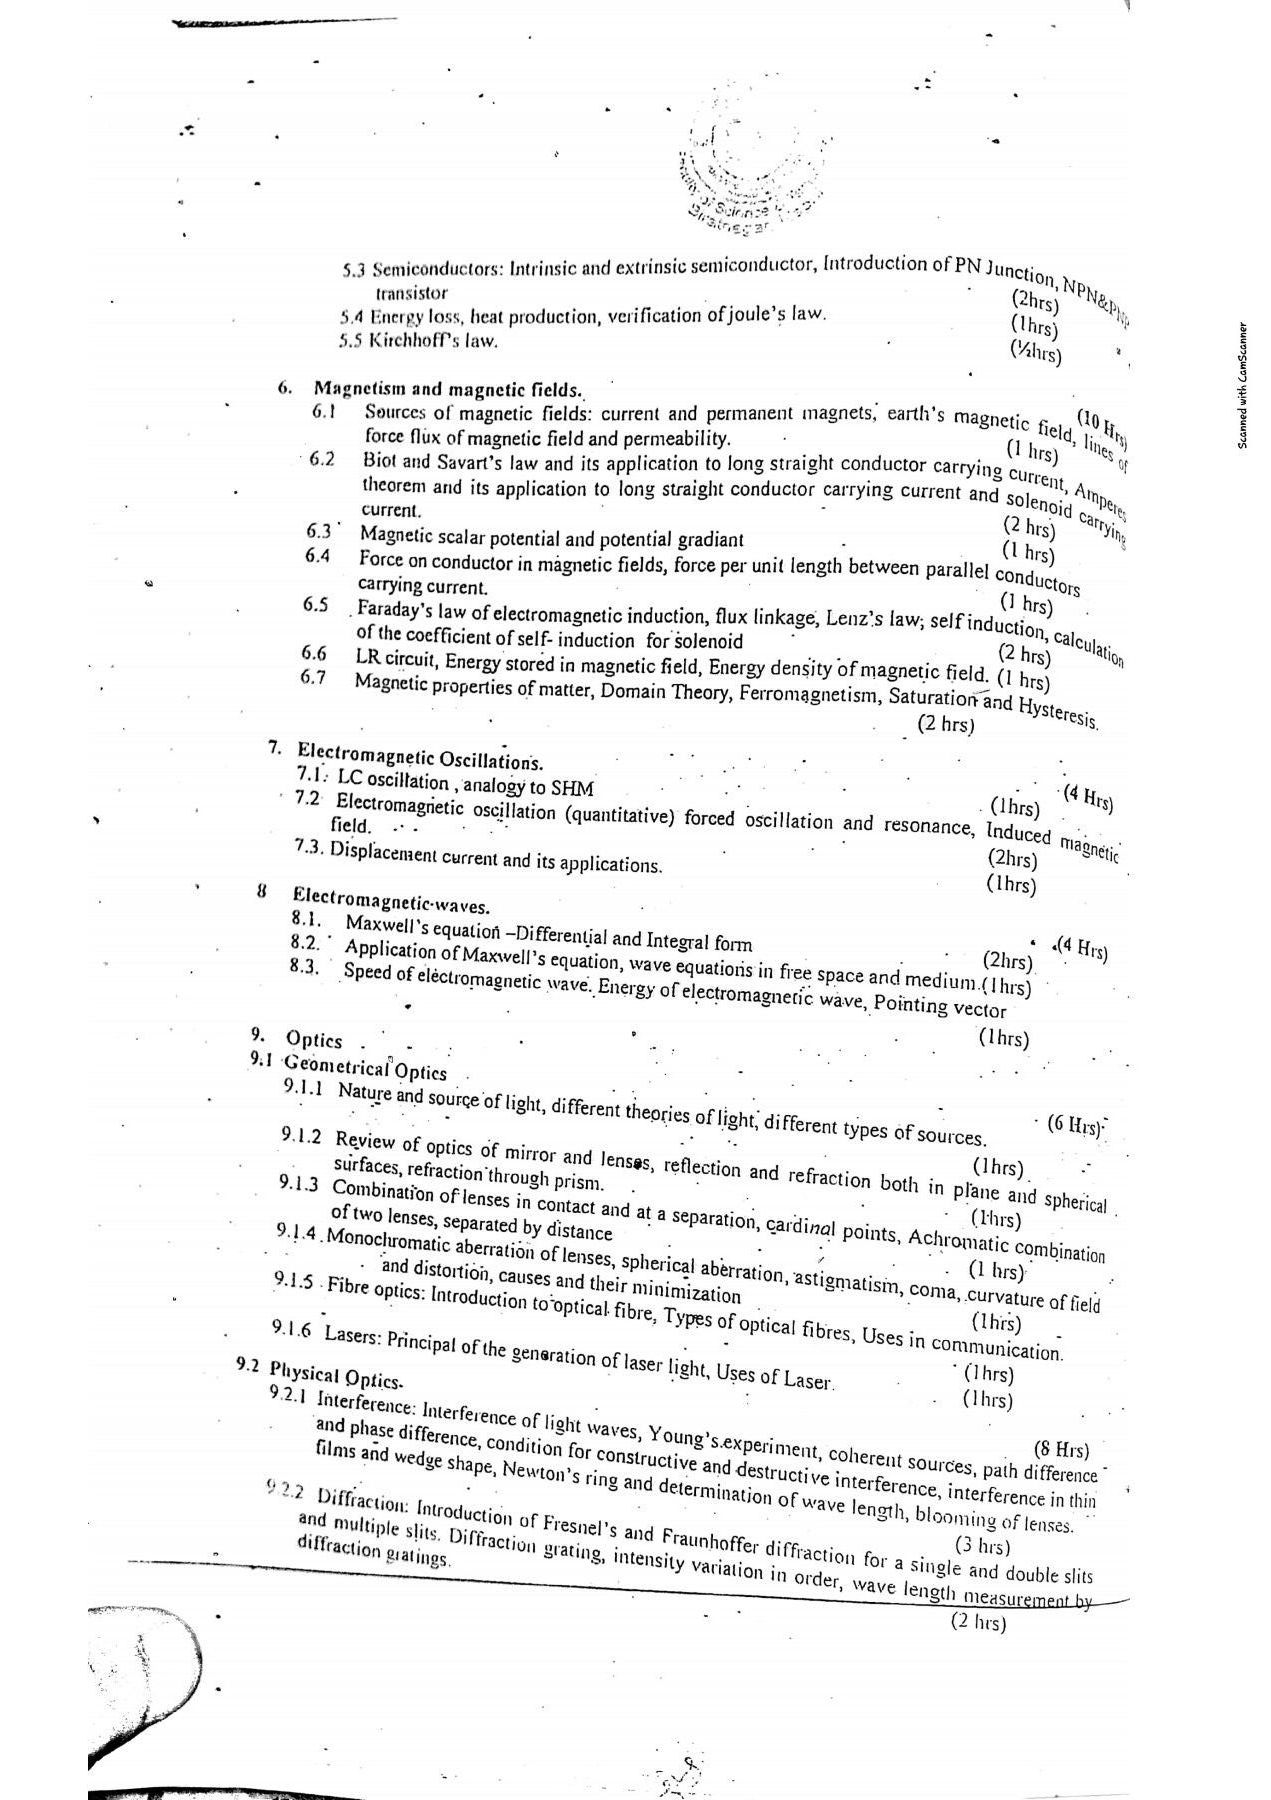 of Science
Biratnagar
5.3 Semiconductors: Intrinsic and extrinsic semiconductor, Introduction of PN Junction, NPN&PNP
transistor (2hrs)
5.4 Energy loss, heat production, verification of joule's law. (1hrs)
5.5 Kirchhoff's law. (½hrs)
6. Magnetism and magnetic fields. (10 Hrs)
6.1 Sources of magnetic fields: current and permanent magnets, earth's magnetic field, lines of
force flux of magnetic field and permeability. (1 hrs)
6.2 Biot and Savart's law and its application to long straight conductor carrying current, Amperes
theorem and its application to long straight conductor carrying current and solenoid carrying
current. (2 hrs)
6.3 Magnetic scalar potential and potential gradiant (1 hrs)
6.4 Force on conductor in magnetic fields, force per unit length between parallel conductors
carrying current. (1 hrs)
6.5 Faraday's law of electromagnetic induction, flux linkage, Lenz's law, self induction, calculation
of the coefficient of self- induction for solenoid (2 hrs)
6.6 LR circuit, Energy stored in magnetic field, Energy density of magnetic field. (1 hrs)
6.7 Magnetic properties of matter, Domain Theory, Ferromagnetism, Saturation and Hysteresis.
(2 hrs)
7. Electromagnetic Oscillations. (4 Hrs)
7.1. LC oscillation , analogy to SHM (1hrs)
7.2 Electromagnetic oscillation (quantitative) forced oscillation and resonance, Induced magnetic
field. (2hrs)
7.3. Displacement current and its applications. (1hrs)
8 Electromagnetic-waves. (4 Hrs)
8.1. Maxwell's equation –Differential and Integral form (2hrs)
8.2. Application of Maxwell's equation, wave equations in free space and medium.(1hrs)
8.3. Speed of electromagnetic wave. Energy of electromagnetic wave, Pointing vector
(1hrs)
9. Optics
9.1 Geometrical Optics (6 Hrs)
9.1.1 Nature and source of light, different theories of light, different types of sources.
(1hrs)
9.1.2 Review of optics of mirror and lenses, reflection and refraction both in plane and spherical
surfaces, refraction through prism. (1hrs)
9.1.3 Combination of lenses in contact and at a separation, cardinal points, Achromatic combination
of two lenses, separated by distance (1 hrs)
9.1.4 Monochromatic aberration of lenses, spherical aberration, astigmatism, coma, curvature of field
and distortion, causes and their minimization (1hrs)
9.1.5 Fibre optics: Introduction to optical fibre, Types of optical fibres, Uses in communication.
(1hrs)
9.1.6 Lasers: Principal of the generation of laser light, Uses of Laser. (1hrs)
9.2 Physical Optics. (8 Hrs)
9.2.1 Interference: Interference of light waves, Young's experiment, coherent sources, path difference
and phase difference, condition for constructive and destructive interference, interference in thin
films and wedge shape, Newton's ring and determination of wave length, blooming of lenses.
(3 hrs)
9.2.2 Diffraction: Introduction of Fresnel's and Fraunhoffer diffraction for a single and double slits
and multiple slits. Diffraction grating, intensity variation in order, wave length measurement by
diffraction gratings. (2 hrs)
Scanned with CamScanner